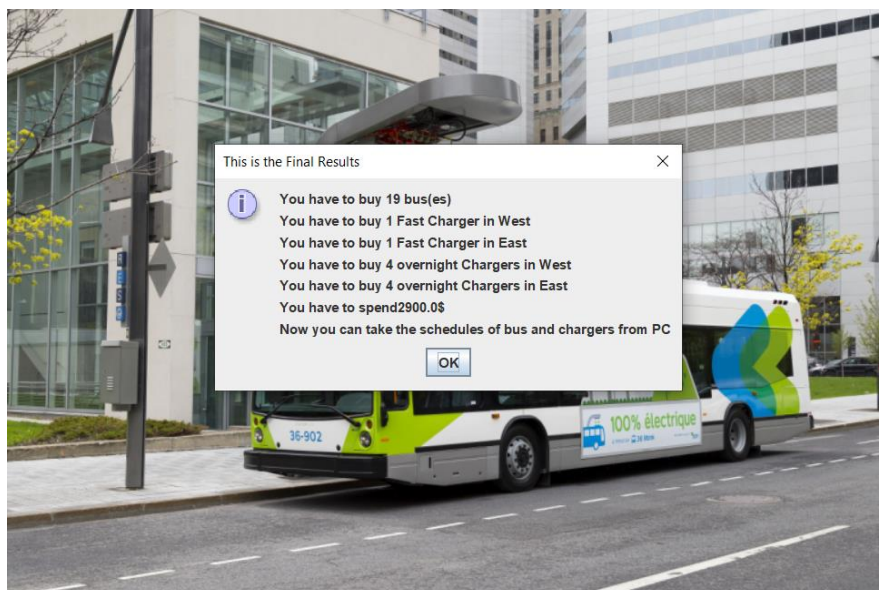 This is the Final Results
You have to buy 19 bus(es)
You have to buy 1 Fast Charger in West
You have to buy 1 Fast Charger in East
You have to buy 4 overnight Chargers in West
You have to buy 4 overnight Chargers in East
You have to spend2900.0$
Now you can take the schedules of bus and chargers from PC
OK
36-902
100% électrique